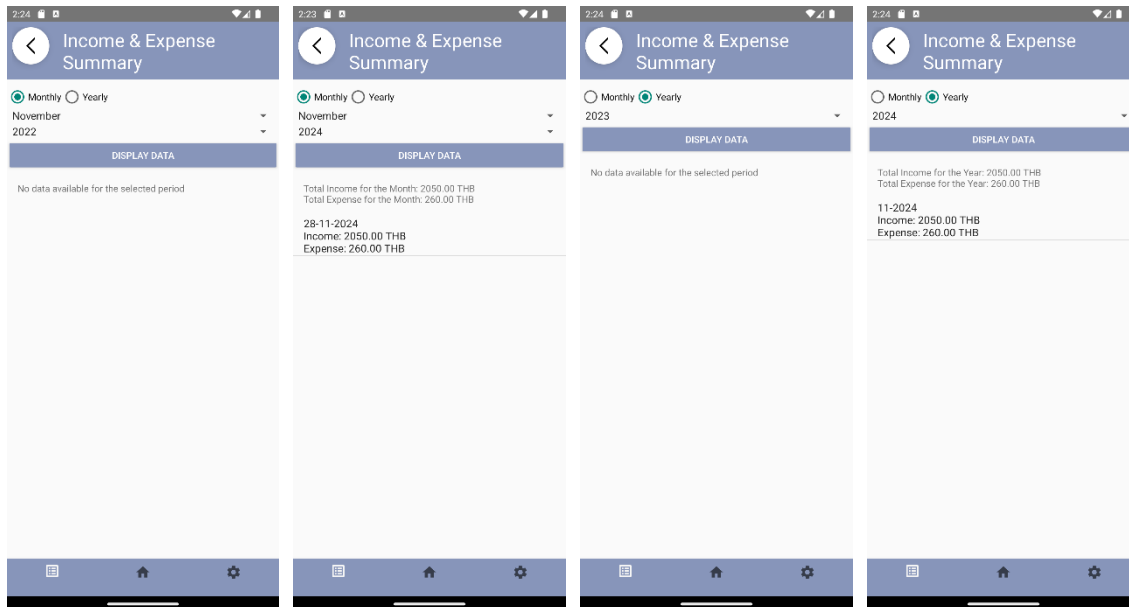 2:24
Income & Expense
Summary
Monthly Yearly
November
2022
DISPLAY DATA
No data available for the selected period
2:23
Income & Expense
Summary
Monthly Yearly
November
2024
DISPLAY DATA
Total Income for the Month: 2050.00 THB
Total Expense for the Month: 260.00 THB
28-11-2024
Income: 2050.00 THB
Expense: 260.00 THB
2:24
Income & Expense
Summary
Monthly Yearly
2023
DISPLAY DATA
No data available for the selected period
2:24
Income & Expense
Summary
Monthly Yearly
2024
DISPLAY DATA
Total Income for the Year: 2050.00 THB
Total Expense for the Year: 260.00 THB
11-2024
Income: 2050.00 THB
Expense: 260.00 THB